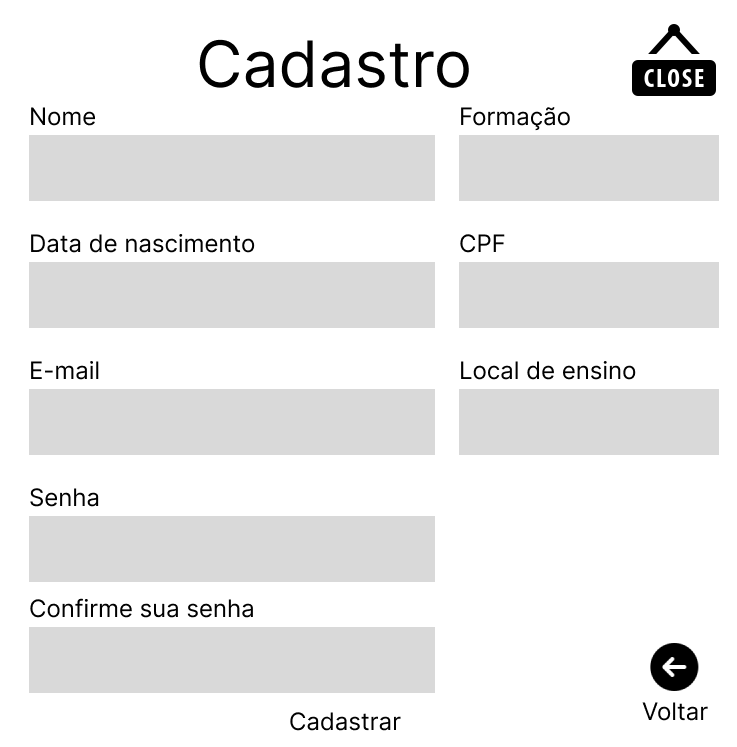 Cadastro
CLOSE
Nome
Formação
Data de nascimento
CPF
E-mail
Local de ensino
Senha
Confirme sua senha
Voltar
Cadastrar